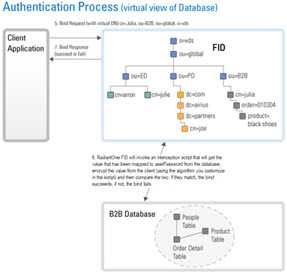 Authentication Process (virtual view of Database)
5. Bind Request (with virtual DN) cn=Julia, ou=B2B, ou=global, o=vds
Client
Application
7. Bind Response
(succeed or fail)
FID
o=vds
ou=global
ou=ED
ou=PD
ou=B2B
cn=arron
cn=julie
dc=com
dc=avirus
dc=partners
cn=joe
cn=julia
order=010304
product=
black shoes
6. RadiantOne FID will invoke an interception script that will get the
value that has been mapped to userPassword from the database,
encrypt the value from the client (using the algorithm you customize
in the script) and then compare the two. If they match, the bind
succeeds, if not, the bind fails.
B2B Database
People
Table
Product
Table
Order Detail
Table